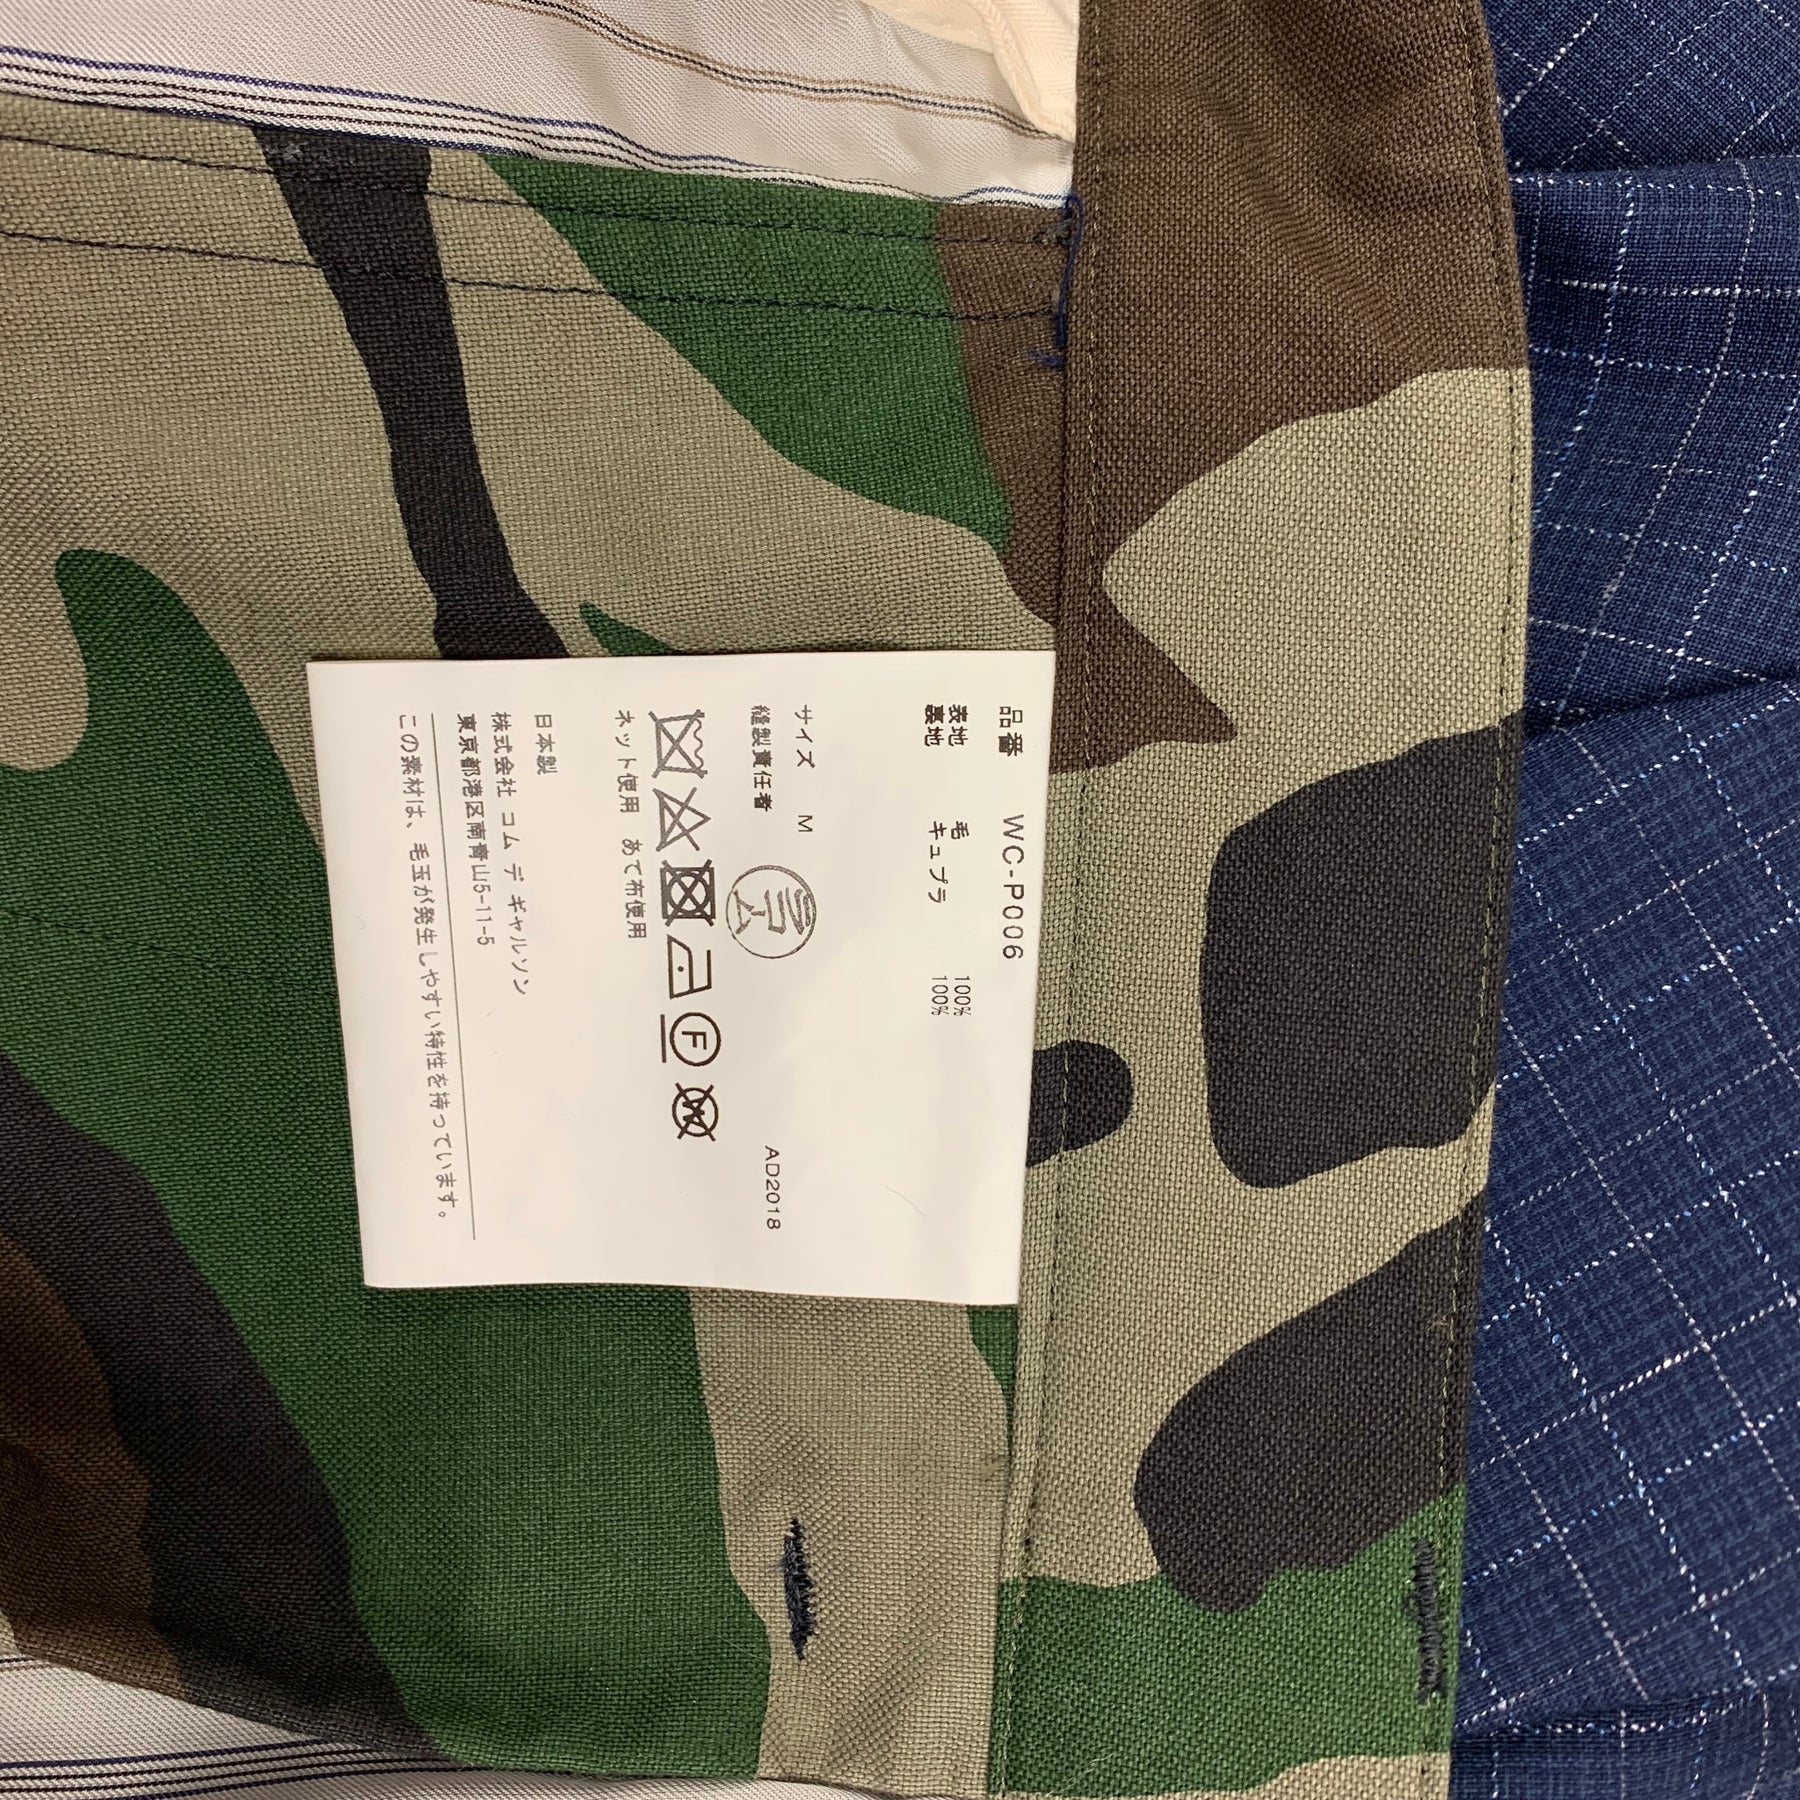 品番 WC-P006
表地 毛 100%
裏地 キュプラ 100%
サイズ M
縫製責任者
AD2018
F
W
ネット使用 あて布使用
日本製
株式会社 コム デ ギャルソン
東京都港区南青山5-11-5
この素材は、毛玉が発生しやすい特性を持っています。